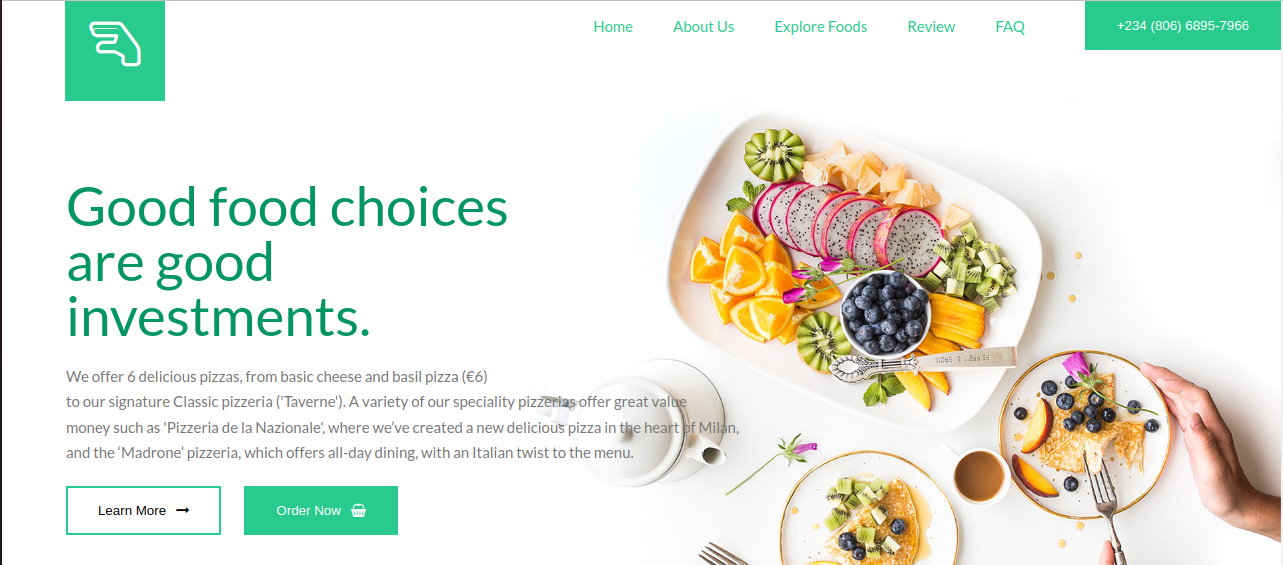 Home About Us Explore Foods Review FAQ +234 (806) 6895-7966
Good food choices
are good
investments.
We offer 6 delicious pizzas, from basic cheese and basil pizza (€6)
to our signature Classic pizzeria ('Taverne'). A variety of our speciality pizzerias offer great value
money such as 'Pizzeria de la Nazionale', where we've created a new delicious pizza in the heart of Milan,
and the ‘Madrone’ pizzeria, which offers all-day dining, with an Italian twist to the menu.
Learn More Order Now